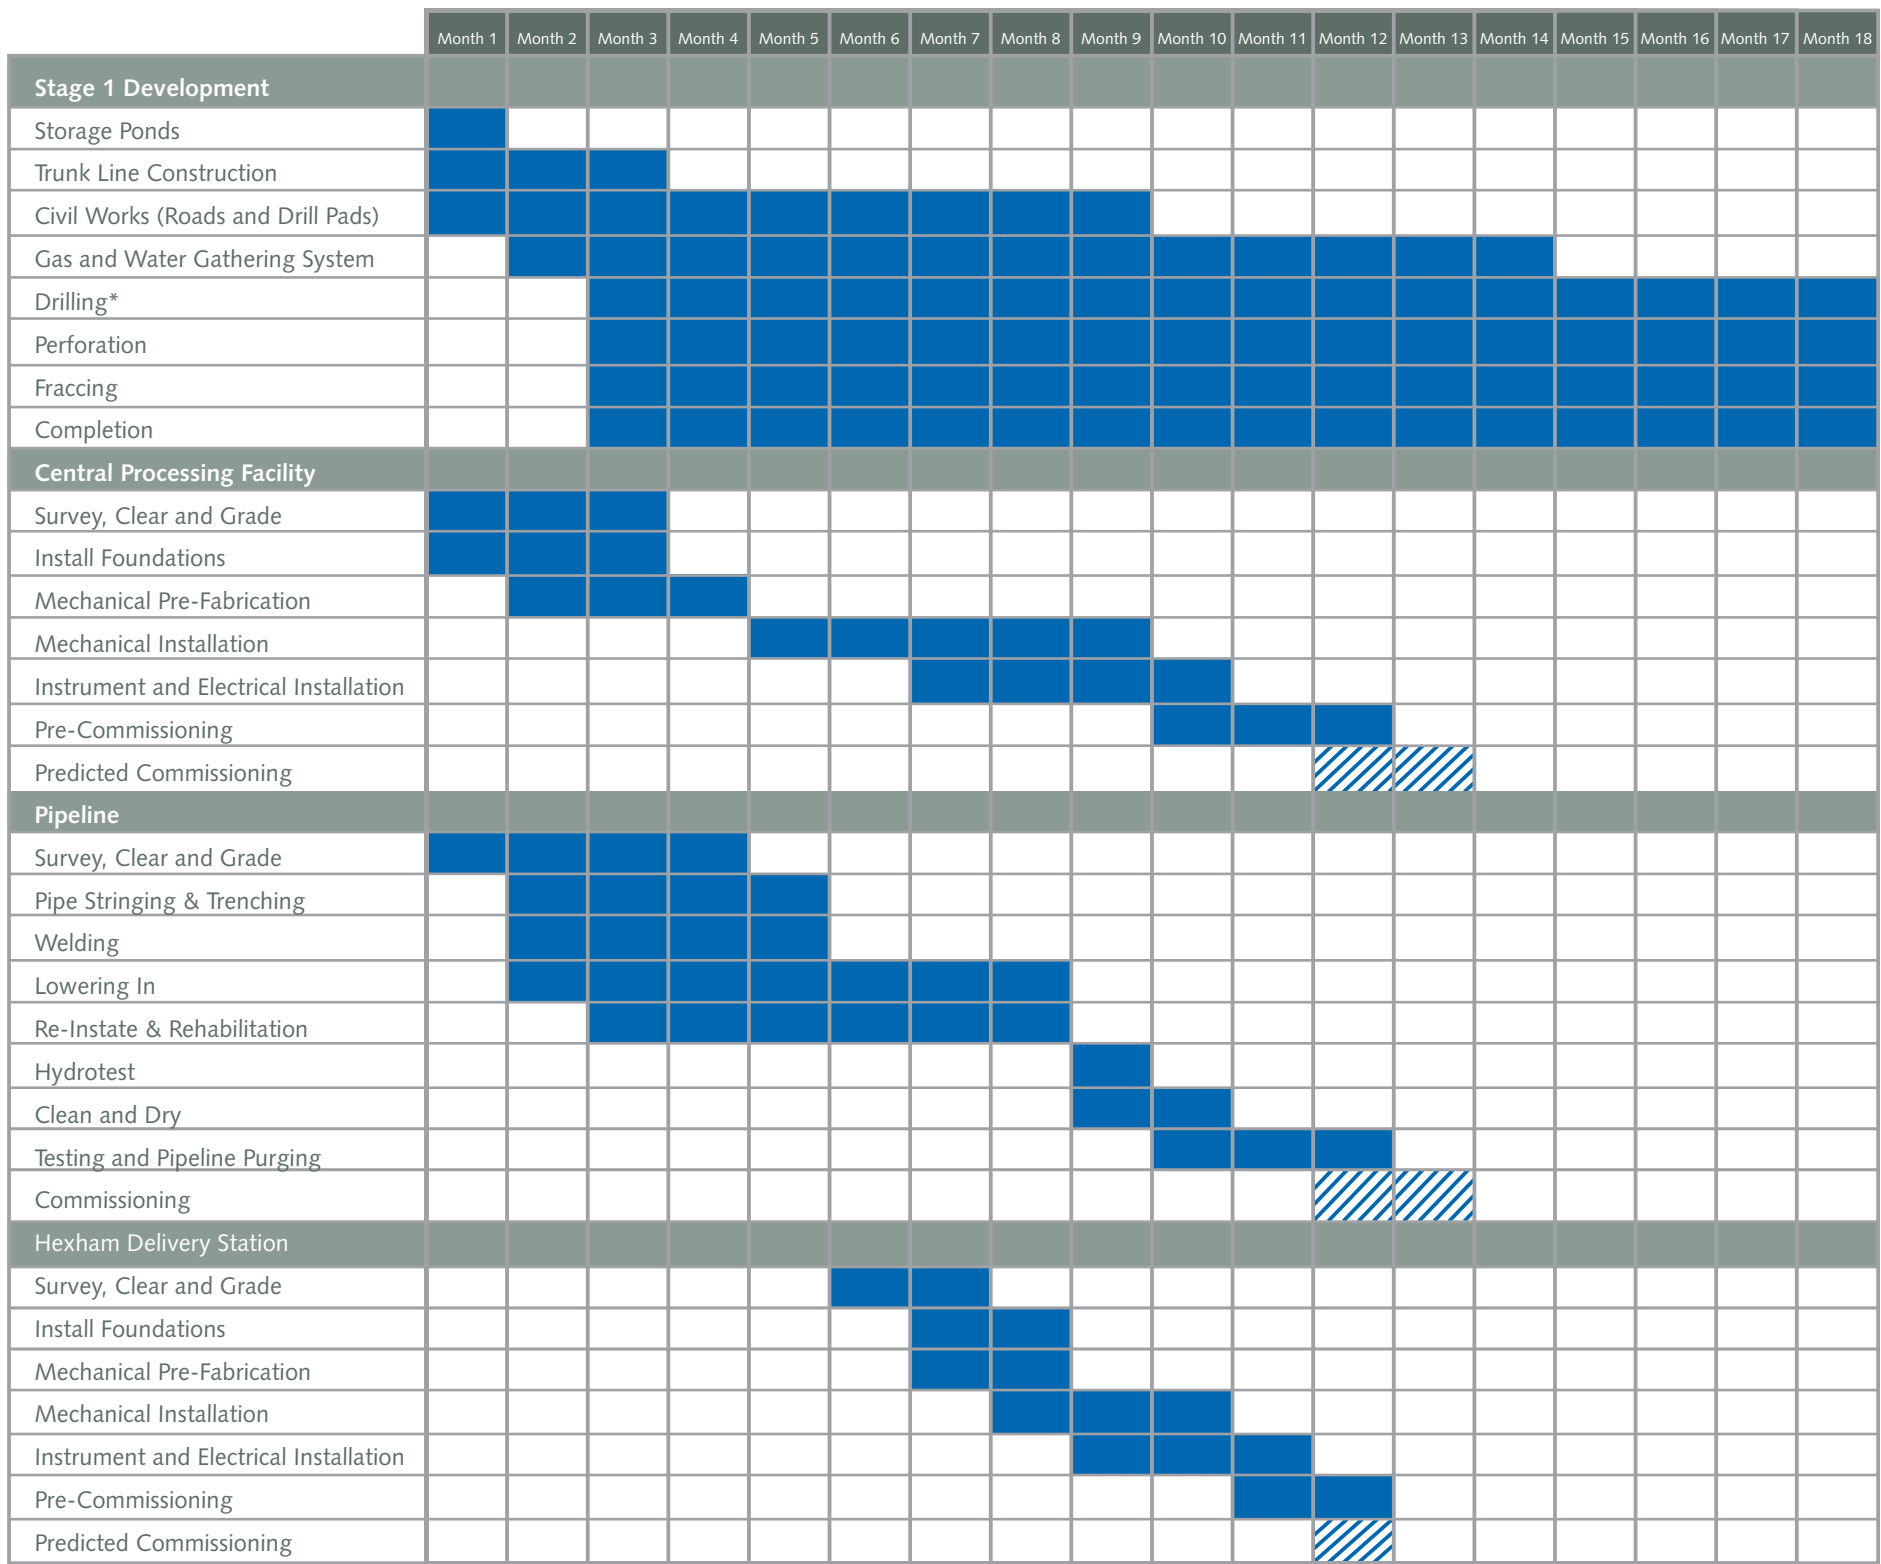 Month 1 Month 2 Month 3 Month 4 Month 5 Month 6 Month 7 Month 8 Month 9 Month 10 Month 11 Month 12 Month 13 Month 14 Month 15 Month 16 Month 17 Month 18
Stage 1 Development
Storage Ponds
Trunk Line Construction
Civil Works (Roads and Drill Pads)
Gas and Water Gathering System
Drilling*
Perforation
Fraccing
Completion
Central Processing Facility
Survey, Clear and Grade
Install Foundations
Mechanical Pre-Fabrication
Mechanical Installation
Instrument and Electrical Installation
Pre-Commissioning
Predicted Commissioning
Pipeline
Survey, Clear and Grade
Pipe Stringing & Trenching
Welding
Lowering In
Re-Instate & Rehabilitation
Hydrotest
Clean and Dry
Testing and Pipeline Purging
Commissioning
Hexham Delivery Station
Survey, Clear and Grade
Install Foundations
Mechanical Pre-Fabrication
Mechanical Installation
Instrument and Electrical Installation
Pre-Commissioning
Predicted Commissioning